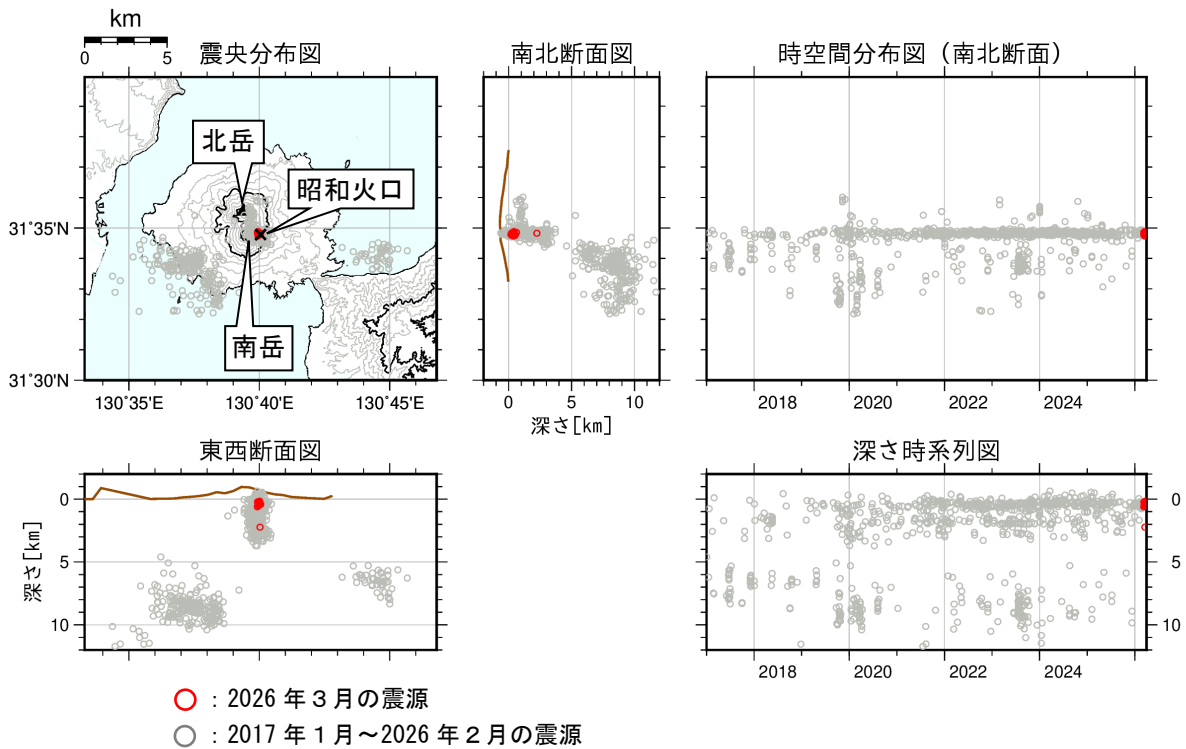 km
0 5
震央分布図
南北断面図
時空間分布図（南北断面）
北岳
昭和火口
南岳
31°35'N
31°30'N
130°35'E 130°40'E 130°45'E
0 5 10
深さ[km]
2018 2020 2022 2024
東西断面図
深さ時系列図
深さ[km]
0
5
10
0
5
10
2018 2020 2022 2024
：2026 年３月の震源
：2017 年１月～2026 年２月の震源